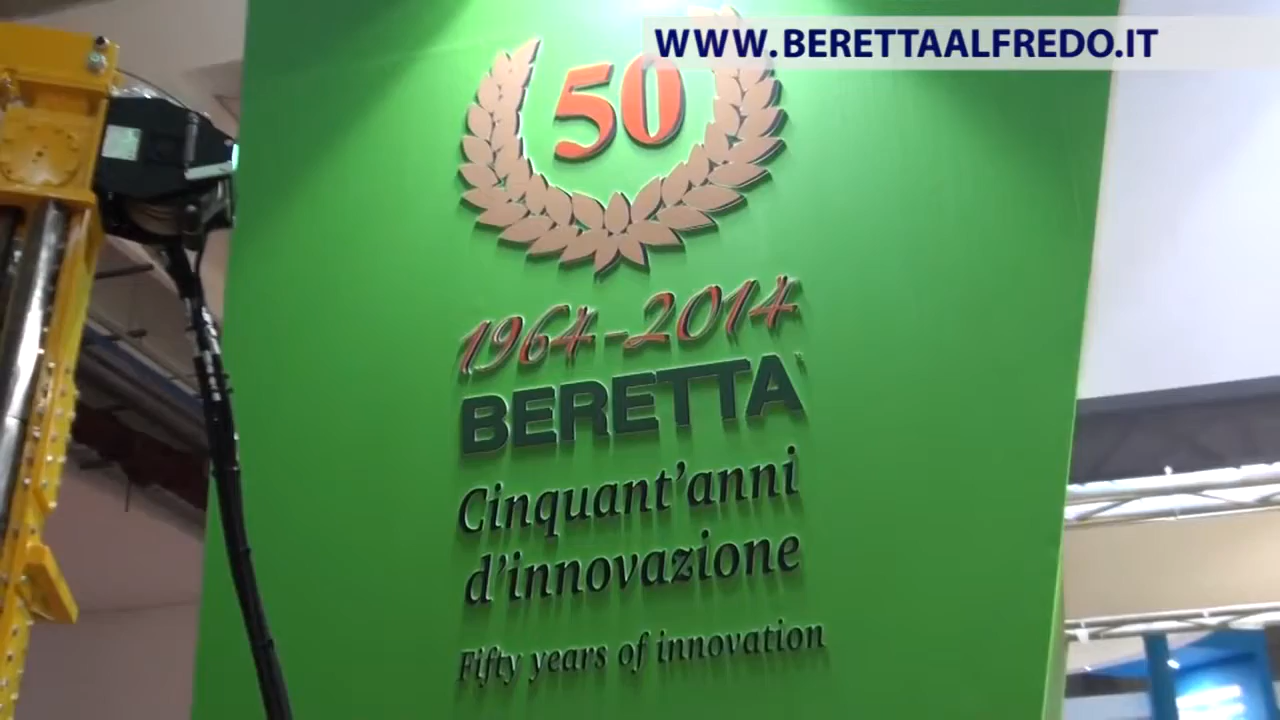 WWW.BERETTAALFREDO.IT
50
1964-2014
BERETTA
Cinquant'anni
d'innovazione
Fifty years of innovation